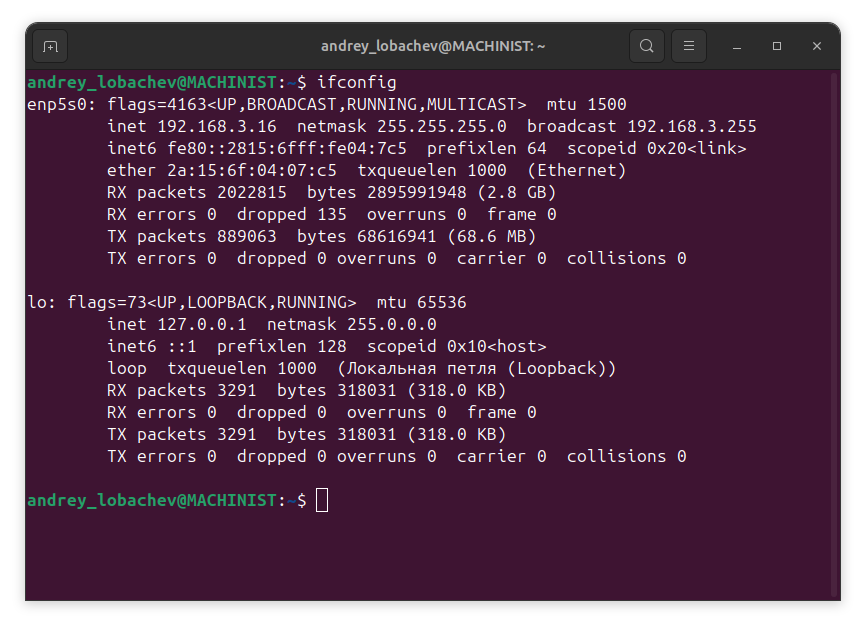 andrey_lobachev@MACHINIST: ~
andrey_lobachev@MACHINIST:~$ ifconfig
enp5s0: flags=4163<UP,BROADCAST,RUNNING,MULTICAST>  mtu 1500
        inet 192.168.3.16  netmask 255.255.255.0  broadcast 192.168.3.255
        inet6 fe80::2815:6fff:fe04:7c5  prefixlen 64  scopeid 0x20<link>
        ether 2a:15:6f:04:07:c5  txqueuelen 1000  (Ethernet)
        RX packets 2022815  bytes 2895991948 (2.8 GB)
        RX errors 0  dropped 135  overruns 0  frame 0
        TX packets 889063  bytes 68616941 (68.6 MB)
        TX errors 0  dropped 0 overruns 0  carrier 0  collisions 0
lo: flags=73<UP,LOOPBACK,RUNNING>  mtu 65536
        inet 127.0.0.1  netmask 255.0.0.0
        inet6 ::1  prefixlen 128  scopeid 0x10<host>
        loop  txqueuelen 1000  (Локальная петля (Loopback))
        RX packets 3291  bytes 318031 (318.0 KB)
        RX errors 0  dropped 0  overruns 0  frame 0
        TX packets 3291  bytes 318031 (318.0 KB)
        TX errors 0  dropped 0 overruns 0  carrier 0  collisions 0
andrey_lobachev@MACHINIST:~$